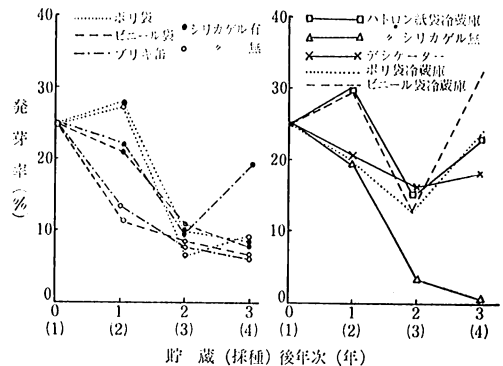 ポリ袋
ビニール袋
ブリキ缶
シリカゲル有
〃 無
ハトロン紙袋冷蔵庫
〃 シリカゲル無
デシケーター
ポリ袋冷蔵庫
ビニール袋冷蔵庫
発芽率(%)
40
30
20
10
0
40
30
20
10
0
0 1 2 3
(1) (2) (3) (4)
0 1 2 3
(1) (2) (3) (4)
貯蔵(採種)後年次(年)